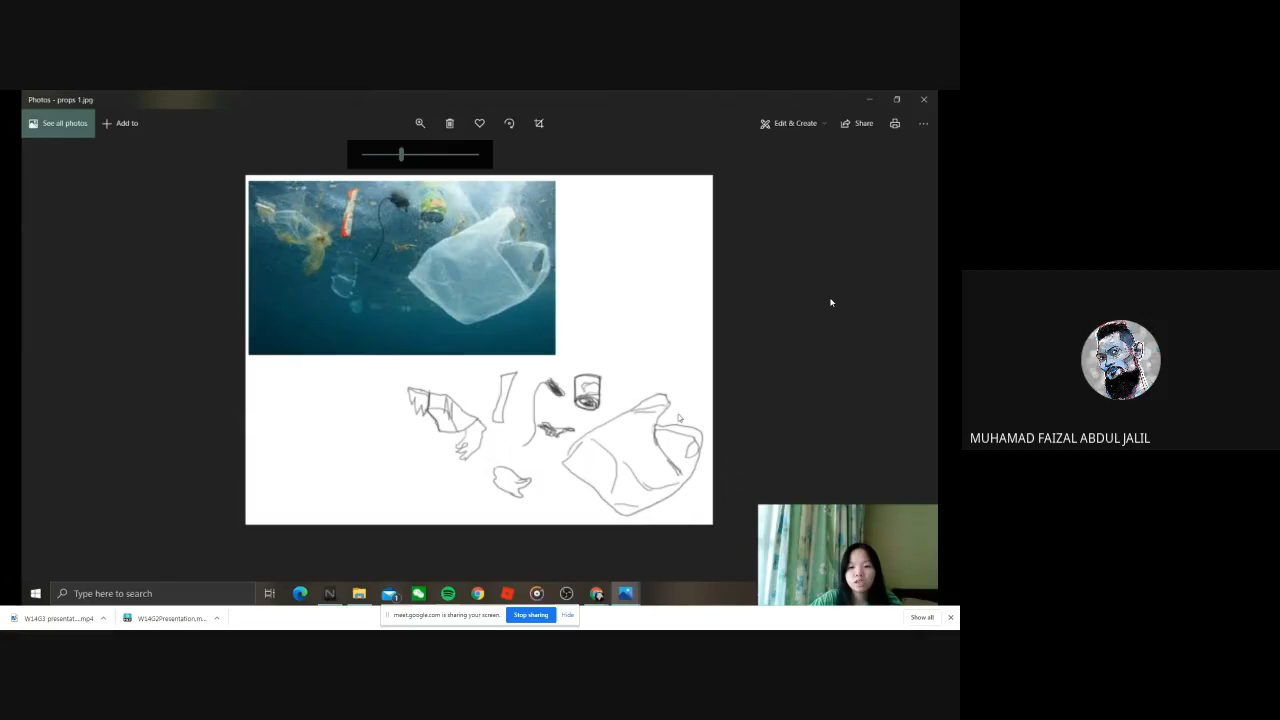 Photos - props 1.jpg
See all photos
Add to
Edit & Create
Share
MUHAMAD FAIZAL ABDUL JALIL
Type here to search
meet.google.com is sharing your screen.
Stop sharing
Hide
W14G3 presentat....mp4
W14G2Presentation.m...
Show all